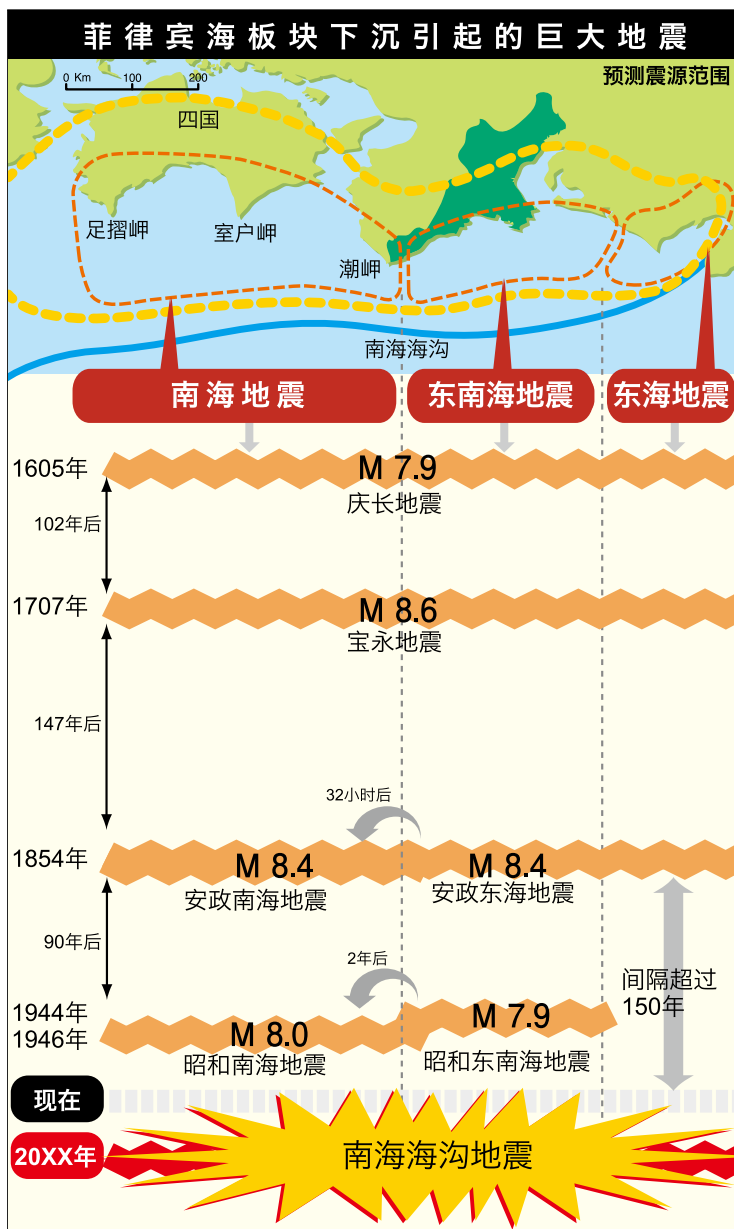 菲律宾海板块下沉引起的巨大地震
0 Km 100 200
预测震源范围
四国
足摺岬
室户岬
潮岬
南海海沟
南海地震
东南海地震
东海地震
1605年
M 7.9
庆长地震
102年后
1707年
M 8.6
宝永地震
147年后
32小时后
1854年
M 8.4
M 8.4
安政南海地震
安政东海地震
90年后
2年后
间隔超过
150年
1944年
1946年
M 8.0
M 7.9
昭和南海地震
昭和东南海地震
现在
20XX年
南海海沟地震